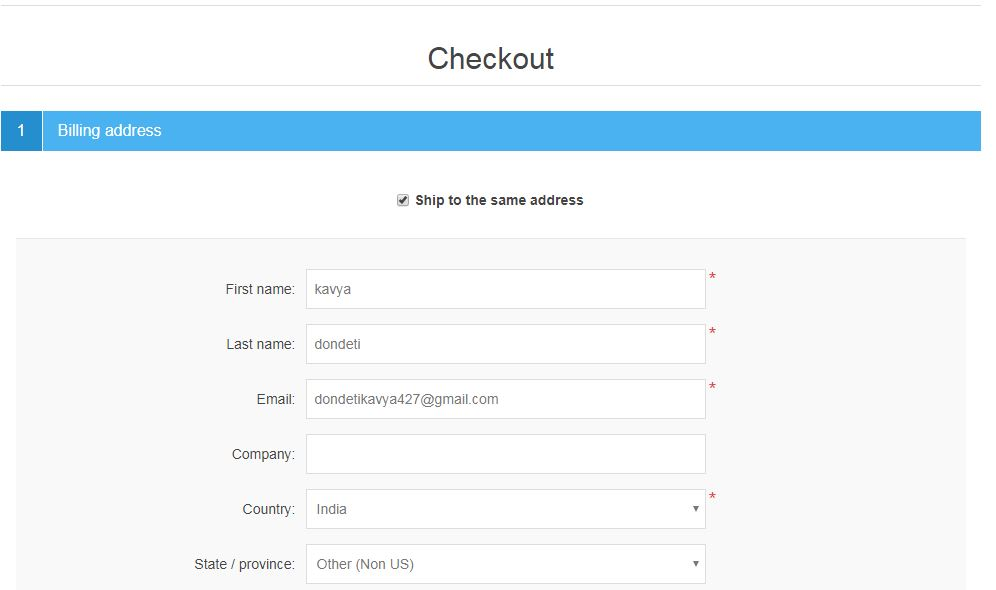 Checkout
1 Billing address
Ship to the same address
First name: kavya *
Last name: dondeti *
Email: dondetikavya427@gmail.com *
Company:
Country: India *
State / province: Other (Non US)